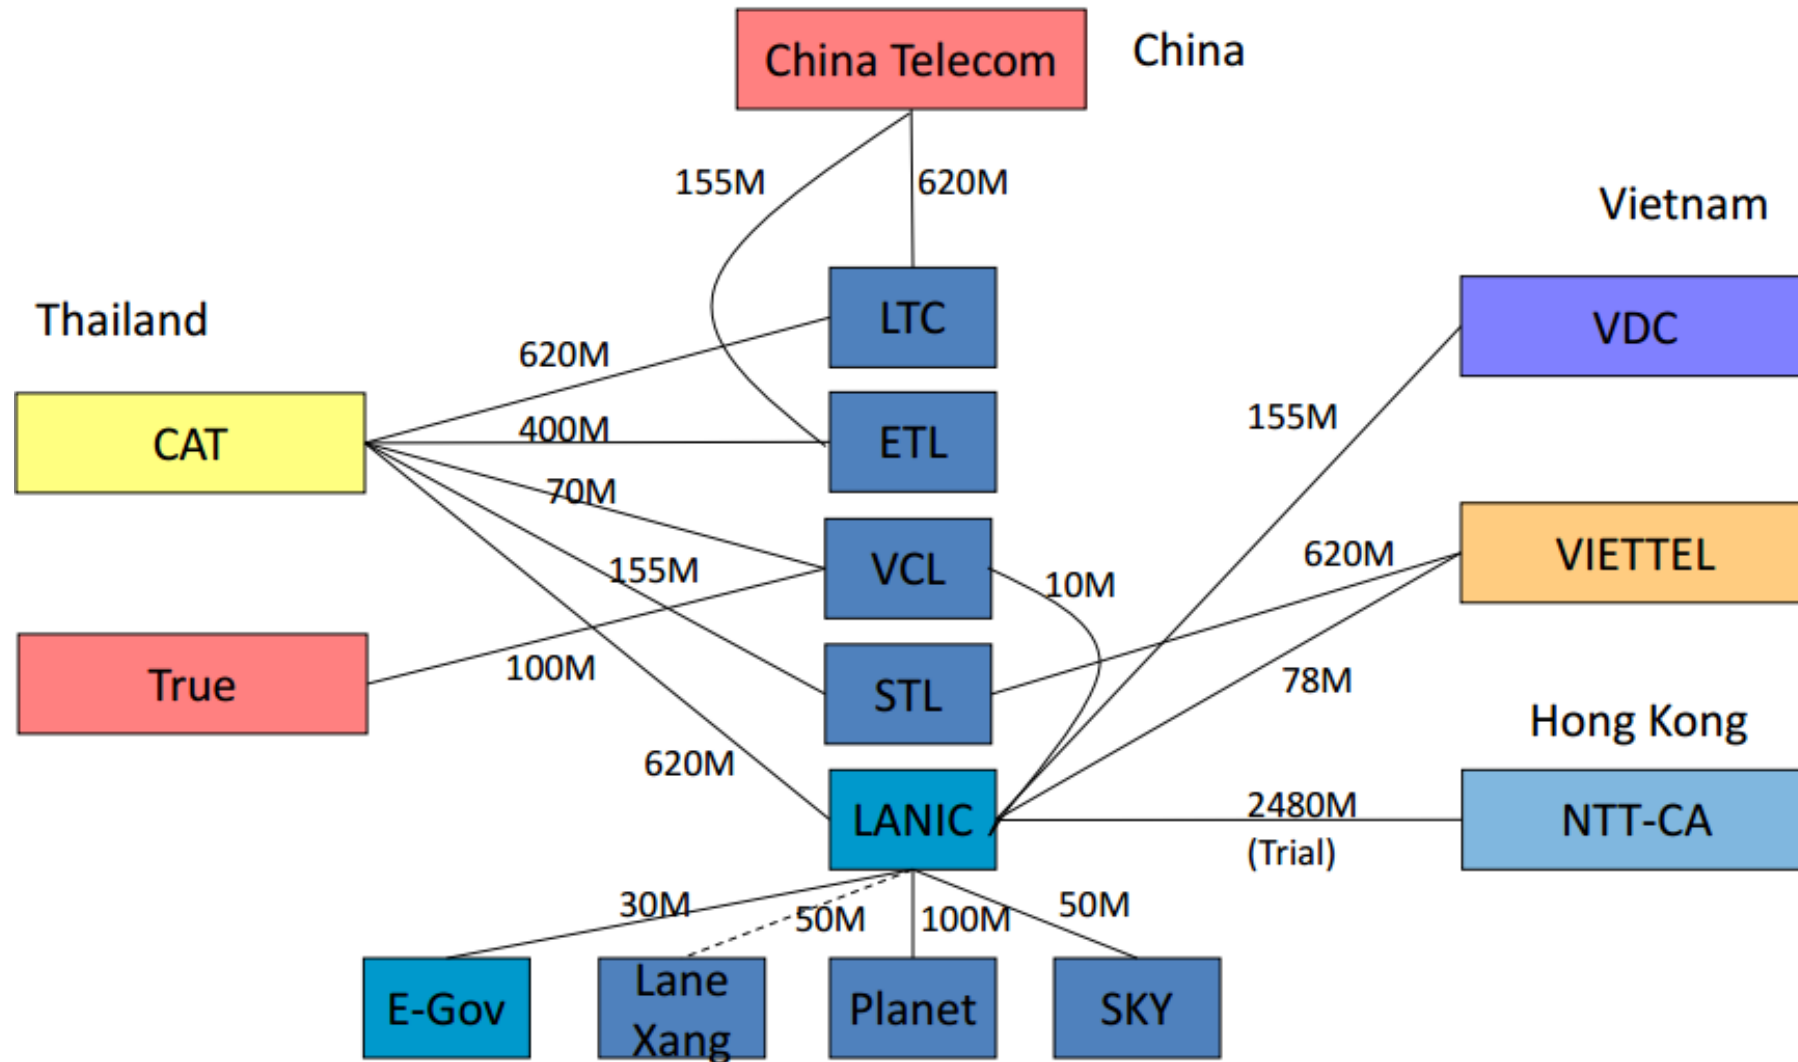 China Telecom
China
155M
620M
Vietnam
Thailand
LTC
VDC
620M
CAT
400M
ETL
155M
70M
VCL
155M
10M
620M
VIETTEL
True
100M
STL
78M
Hong Kong
620M
LANIC
2480M
(Trial)
NTT-CA
30M
50M
100M
50M
E-Gov
Lane
Xang
Planet
SKY